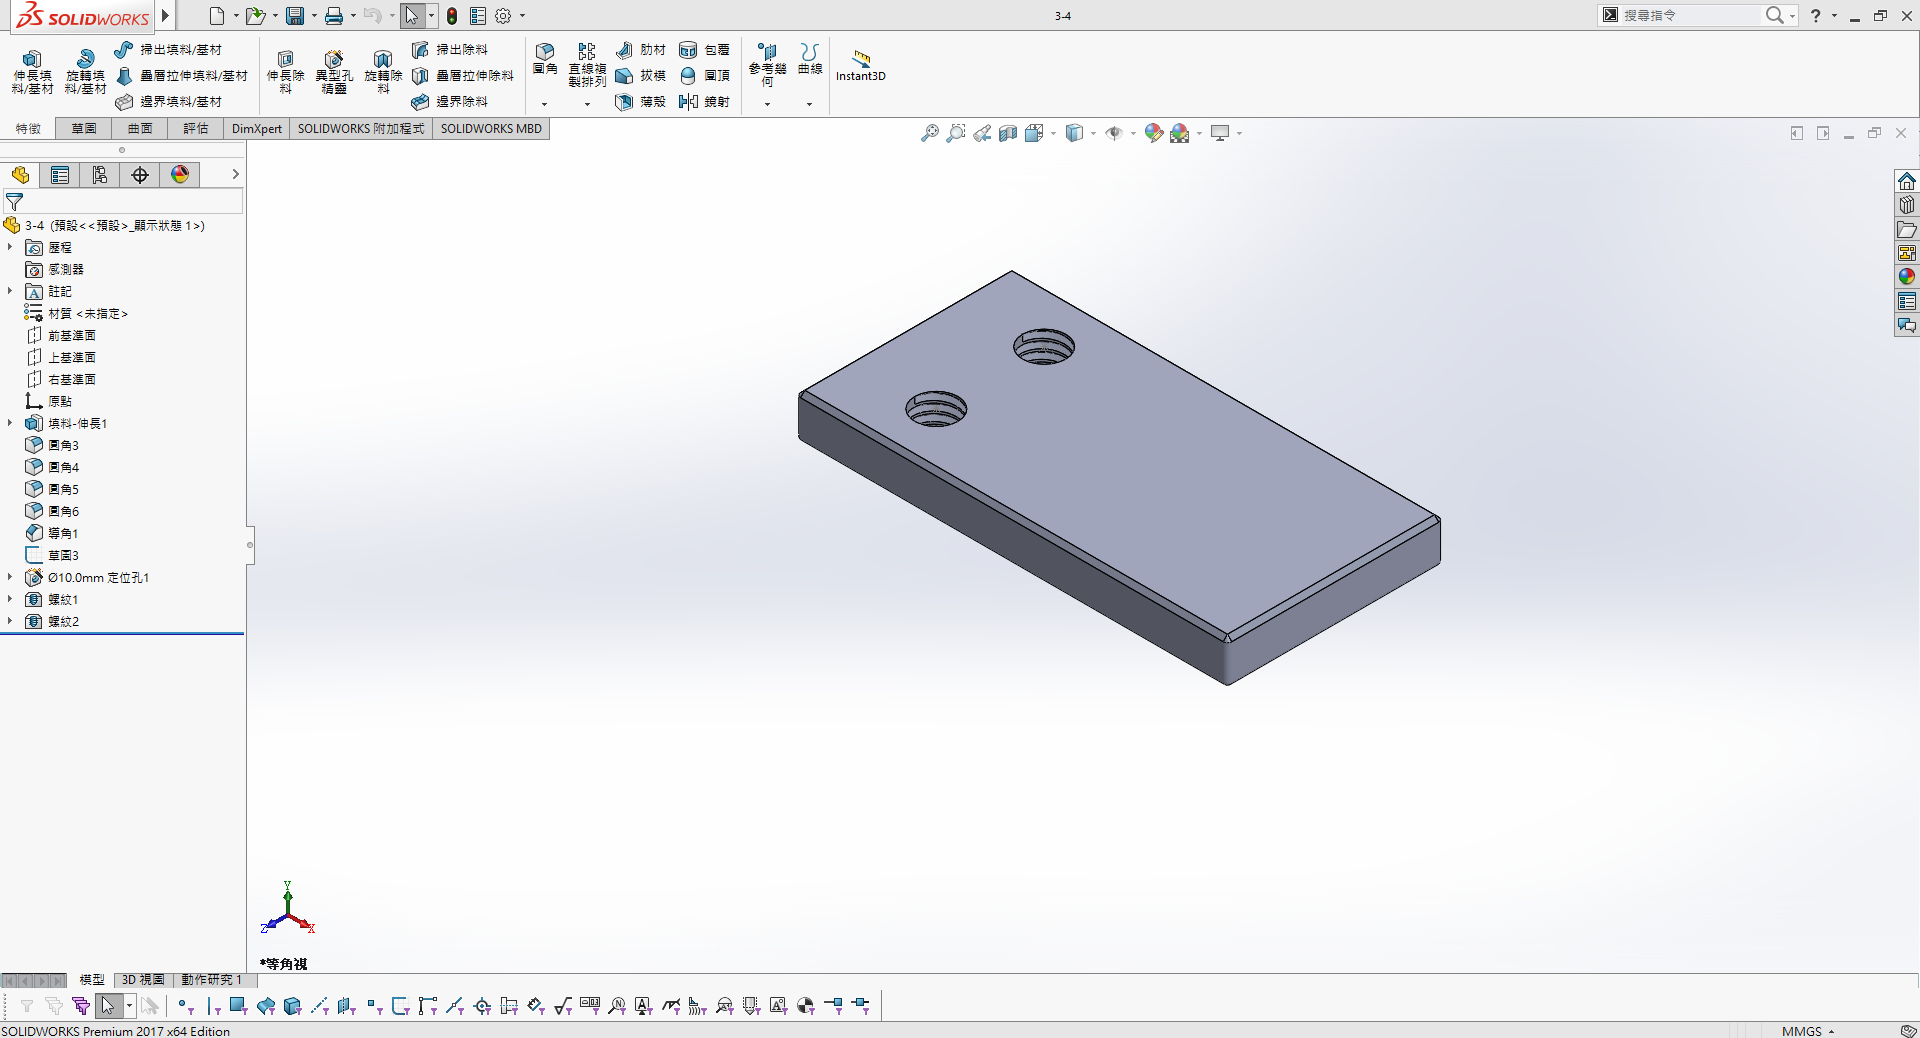 SOLIDWORKS
3-4
搜尋指令
伸長填料/基材
旋轉填料/基材
掃出填料/基材
疊層拉伸填料/基材
邊界填料/基材
伸長除料
異型孔精靈
旋轉除料
掃出除料
疊層拉伸除料
邊界除料
圓角
直線複製排列
肋材
拔模
薄殼
包覆
圓頂
鏡射
參考幾何
曲線
Instant3D
特徵
草圖
曲面
評估
DimXpert
SOLIDWORKS 附加程式
SOLIDWORKS MBD
3-4 (預設<<預設>_顯示狀態 1>)
歷程
感測器
註記
材質 <未指定>
前基準面
上基準面
右基準面
原點
填料-伸長1
圓角3
圓角4
圓角5
圓角6
導角1
草圖3
Ø10.0mm 定位孔1
螺紋1
螺紋2
Y
Z
X
*等角視
模型
3D 視圖
動作研究 1
SOLIDWORKS Premium 2017 x64 Edition
MMGS